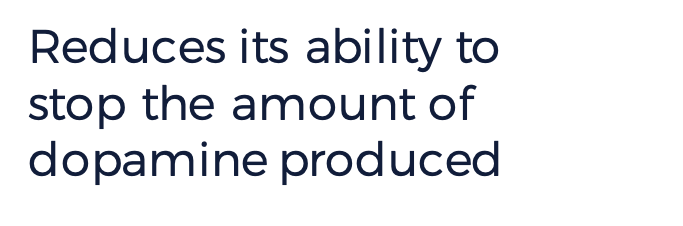 Reduces its ability to
stop the amount of
dopamine produced